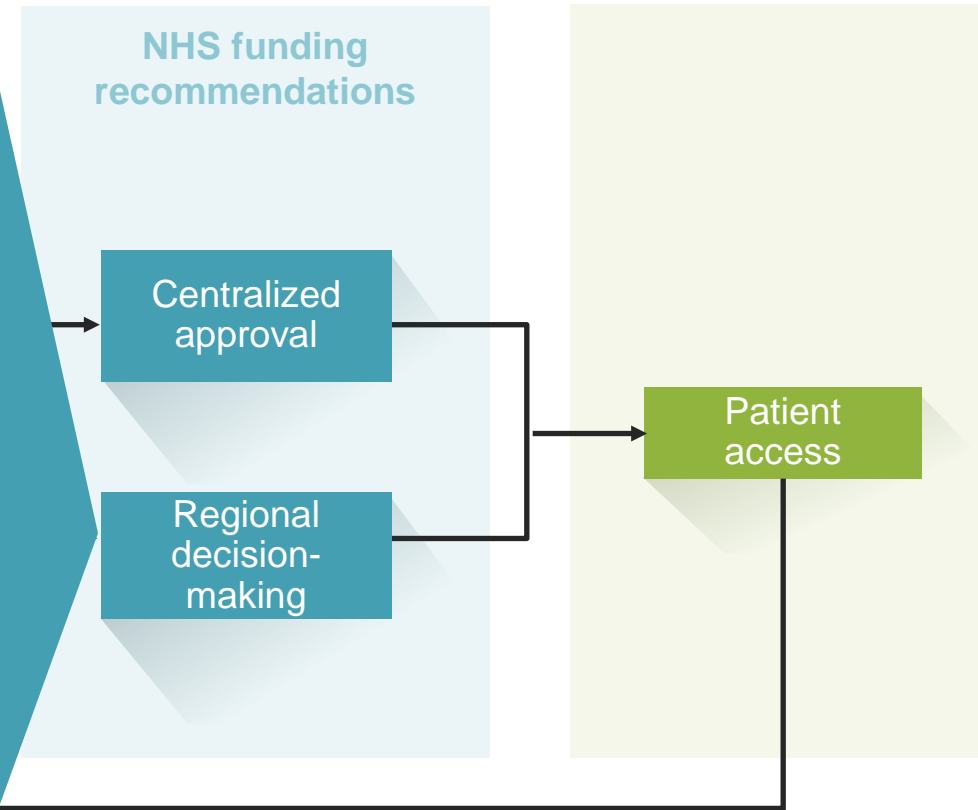 NHS funding
recommendations
Centralized
approval
Regional
decision-
making
Patient
access